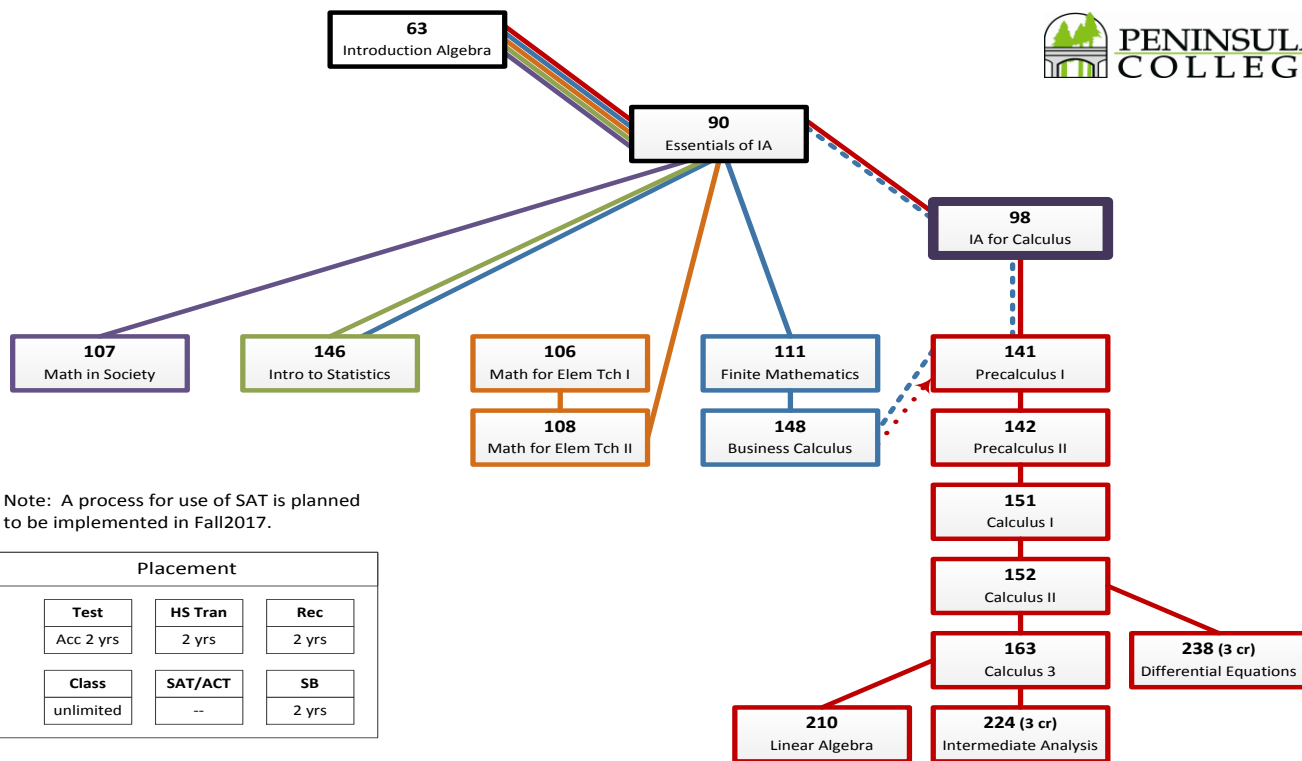 63
Introduction Algebra
PENINSUL
COLLEG
90
Essentials of IA
98
IA for Calculus
107
Math in Society
146
Intro to Statistics
106
Math for Elem Tch I
111
Finite Mathematics
141
Precalculus I
108
Math for Elem Tch II
148
Business Calculus
142
Precalculus II
Note: A process for use of SAT is planned
to be implemented in Fall2017.
151
Calculus I
Placement
152
Calculus II
Test
HS Tran
Rec
Acc 2 yrs
2 yrs
2 yrs
163
Calculus 3
238 (3 cr)
Differential Equations
Class
SAT/ACT
SB
unlimited
--
2 yrs
210
Linear Algebra
224 (3 cr)
Intermediate Analysis